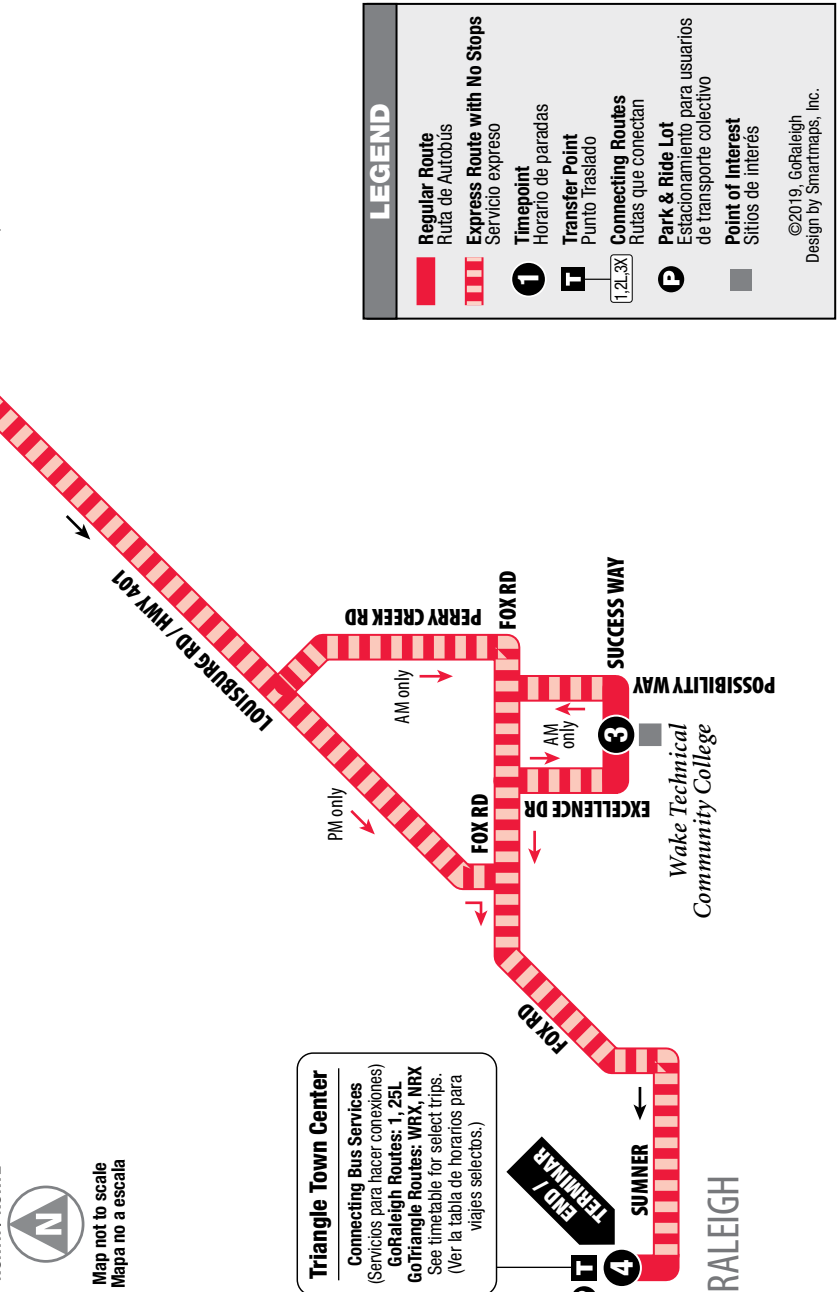 N
Map not to scale
Mapa no a escala
LOUISBURG RD / HWY 401
PERRY CREEK RD
FOX RD
AM only
PM only
FOX RD
SUCCESS WAY
POSSIBILITY WAY
AM
only
3
EXCELLENCE DR
Wake Technical
Community College
FOX RD
SUMNER
END /
TERMINAR
T
4
RALEIGH
Triangle Town Center
Connecting Bus Services
(Servicios para hacer conexiones)
GoRaleigh Routes: 1, 25L
GoTriangle Routes: WRX, NRX
See timetable for select trips.
(Ver la tabla de horarios para
viajes selectos.)
LEGEND
Regular Route
Ruta de Autobús
Express Route with No Stops
Servicio expreso
1 Timepoint
Horario de paradas
T Transfer Point
Punto Traslado
1,2L,3X Connecting Routes
Rutas que conectan
P Park & Ride Lot
Estacionamiento para usuarios
de transporte colectivo
Point of Interest
Sitios de interés
©2019, GoRaleigh
Design by Smartmaps, Inc.